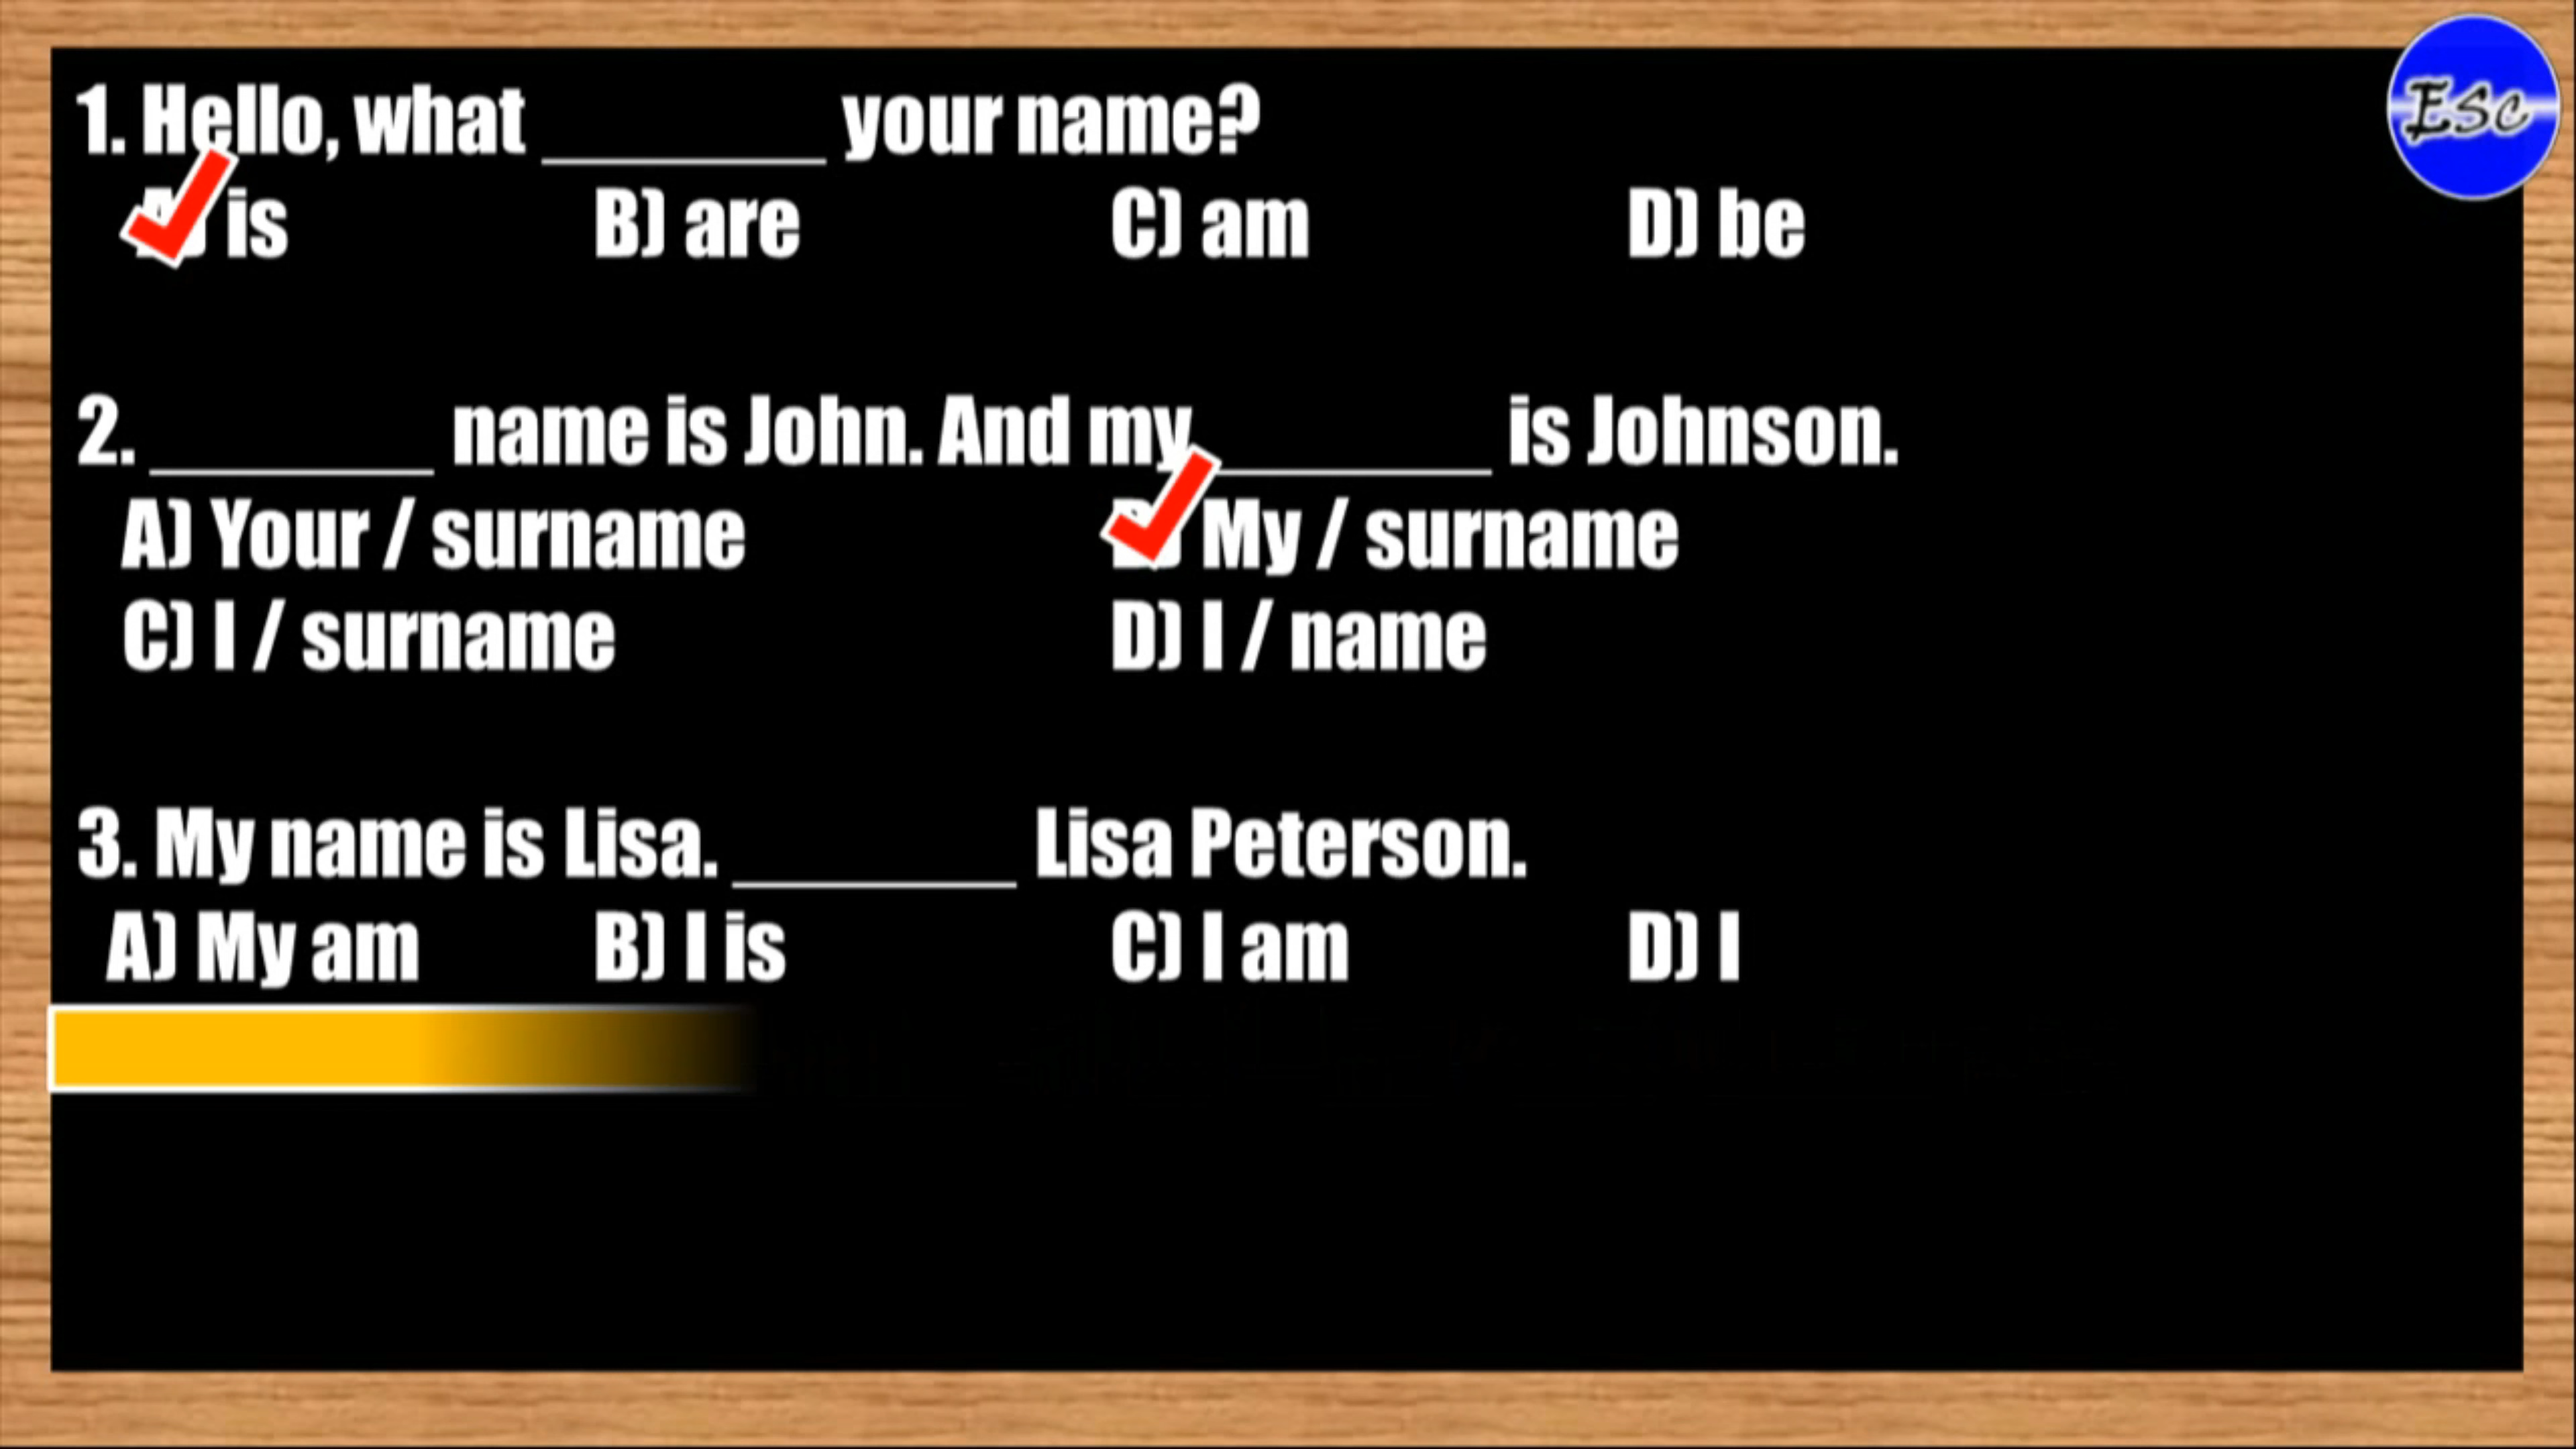 1. Hello, what ________ your name?
is B) are C) am D) be
2. ________ name is John. And my ________ is Johnson.
A) Your / surname My / surname
C) I / surname D) I / name
3. My name is Lisa. ________ Lisa Peterson.
A) My am B) I is C) I am D) I
Esc